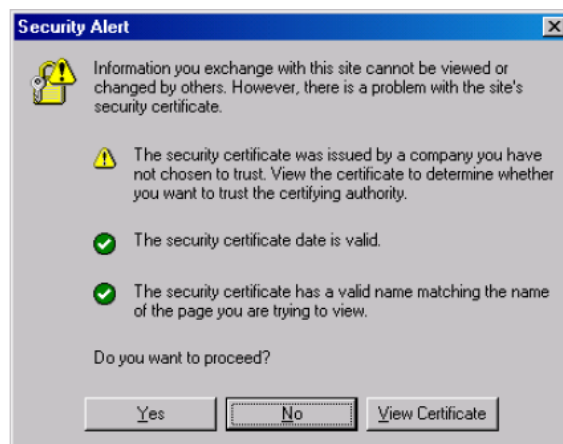 Security Alert
Information you exchange with this site cannot be viewed or
changed by others. However, there is a problem with the site's
security certificate.
The security certificate was issued by a company you have
not chosen to trust. View the certificate to determine whether
you want to trust the certifying authority.
The security certificate date is valid.
The security certificate has a valid name matching the name
of the page you are trying to view.
Do you want to proceed?
Yes No View Certificate